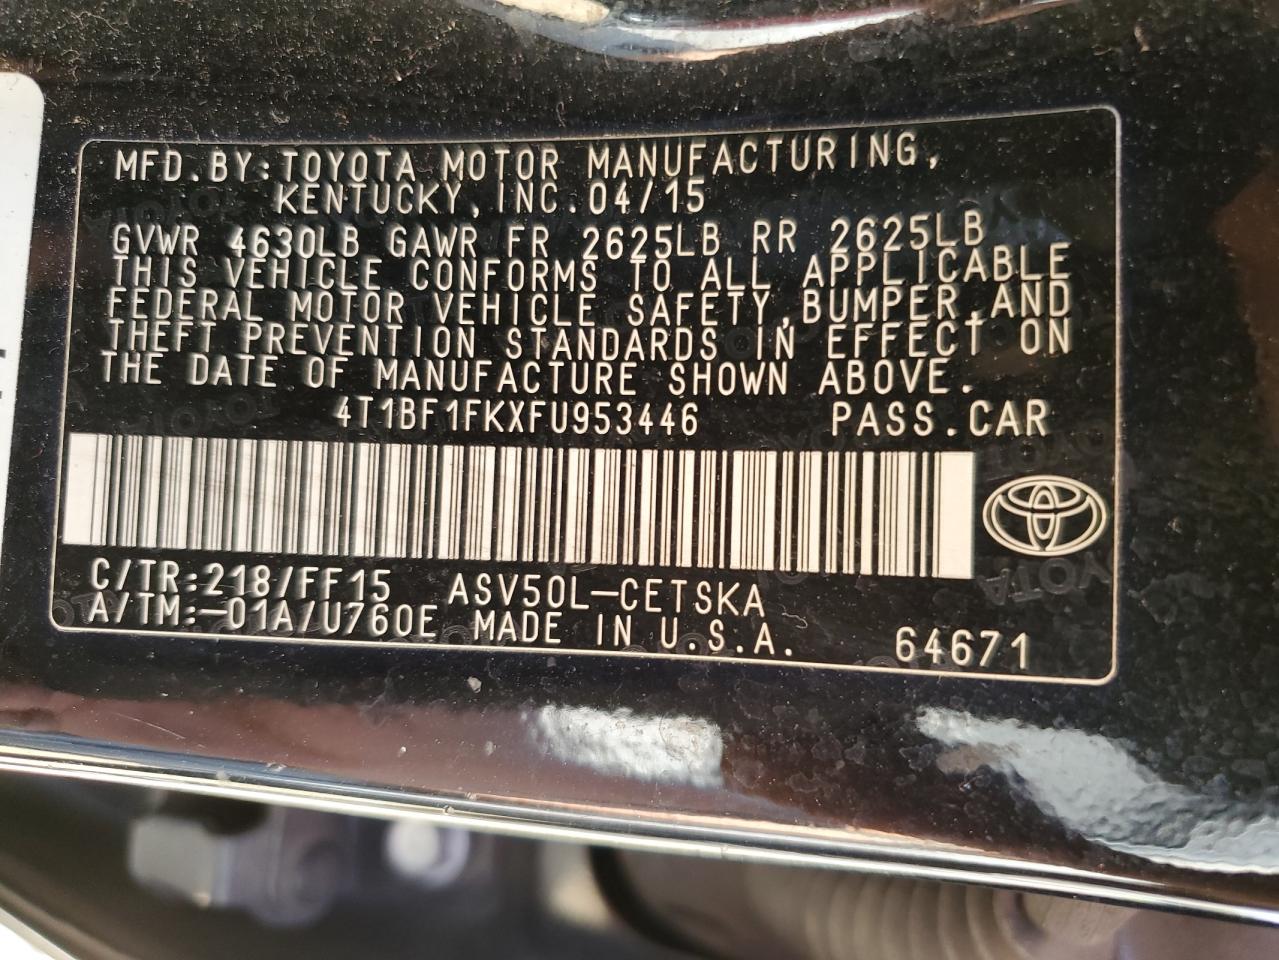 MFD.BY:TOYOTA MOTOR MANUFACTURING,
KENTUCKY, INC. 04/15
GVWR 4630LB GAWR FR 2625LB RR 2625LB
THIS VEHICLE CONFORMS TO ALL APPLICABLE
FEDERAL MOTOR VEHICLE SAFETY,BUMPER,AND
THEFT PREVENTION STANDARDS IN EFFECT ON
THE DATE OF MANUFACTURE SHOWN ABOVE.
4T1BF1FKXFU953446 PASS.CAR
C/TR:218/FF15 ASV50L-CETSKA
A/TM:-01A/U760E MADE IN U.S.A. 64671